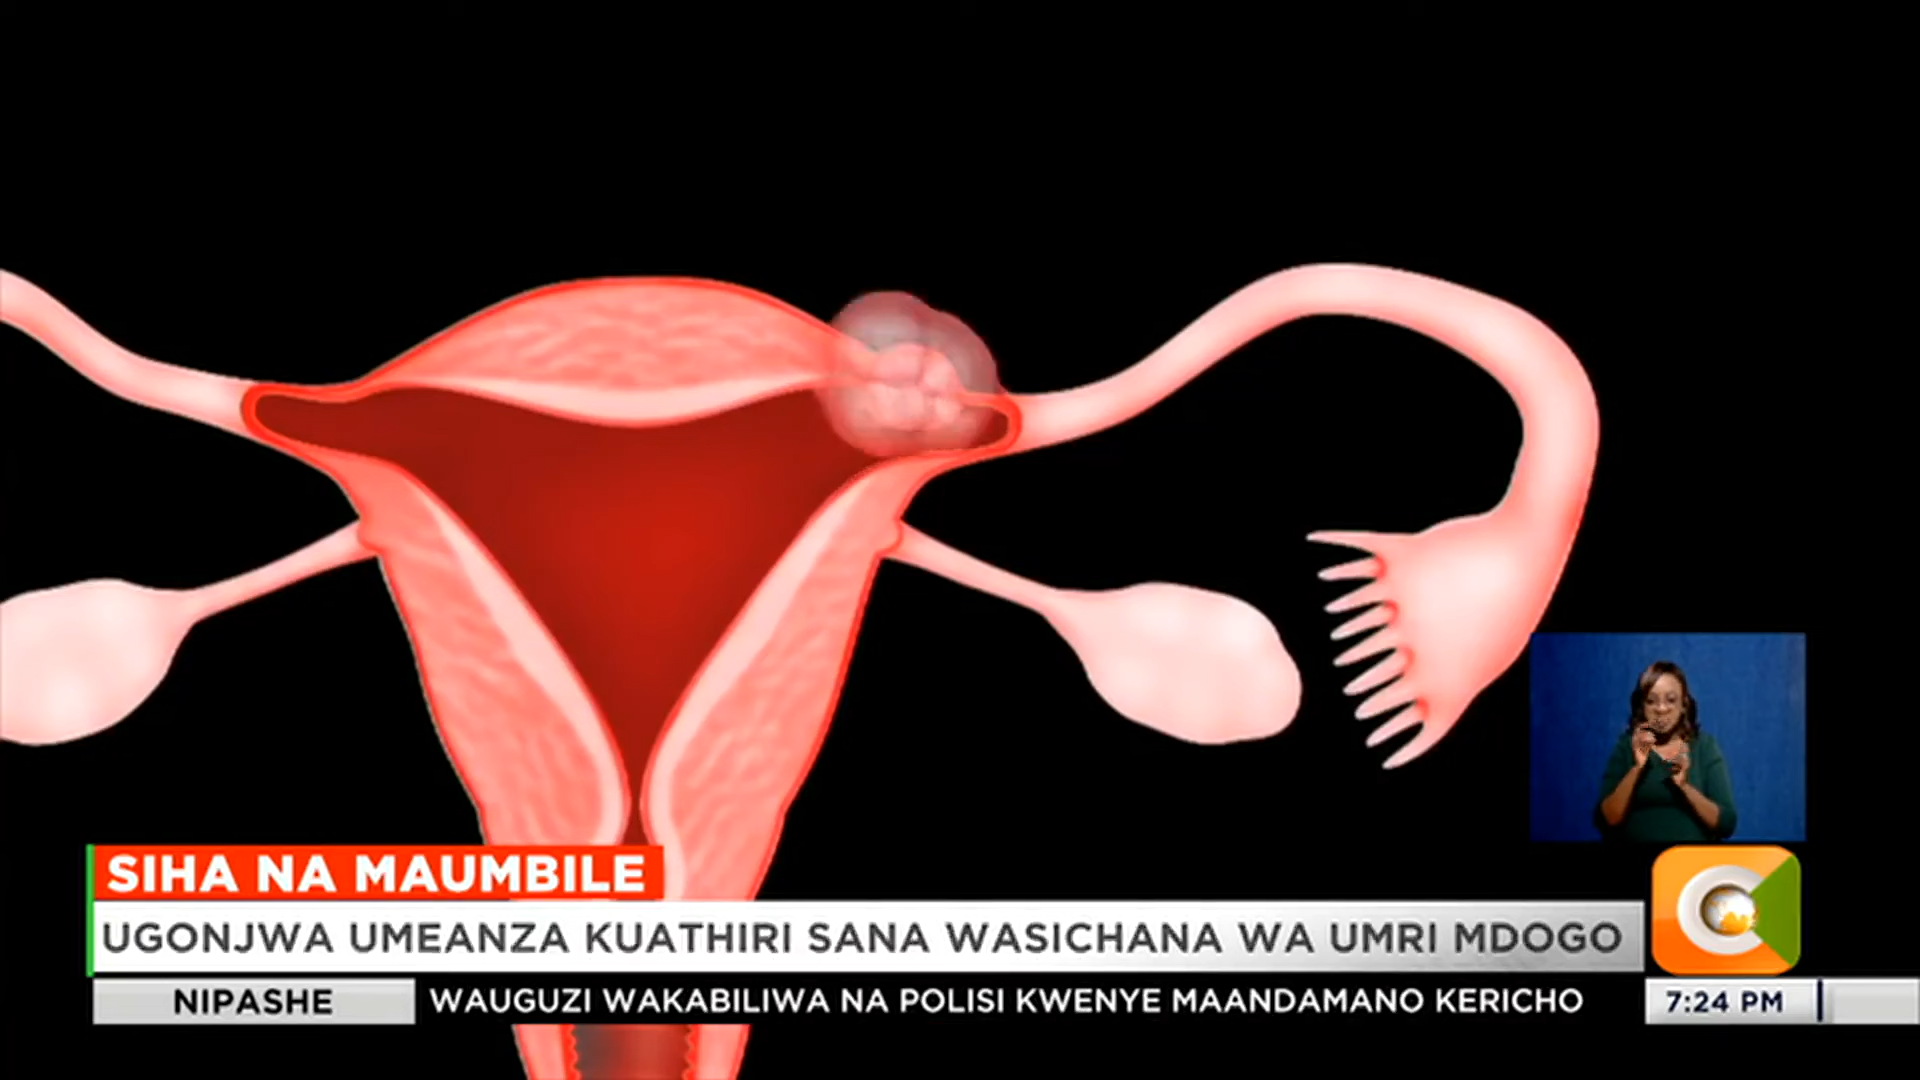 SIHA NA MAUMBILE
UGONJWA UMEANZA KUATHIRI SANA WASICHANA WA UMRI MDOGO
NIPASHE
WAUGUZI WAKABILIWA NA POLISI KWENYE MAANDAMANO KERICHO
7:24 PM